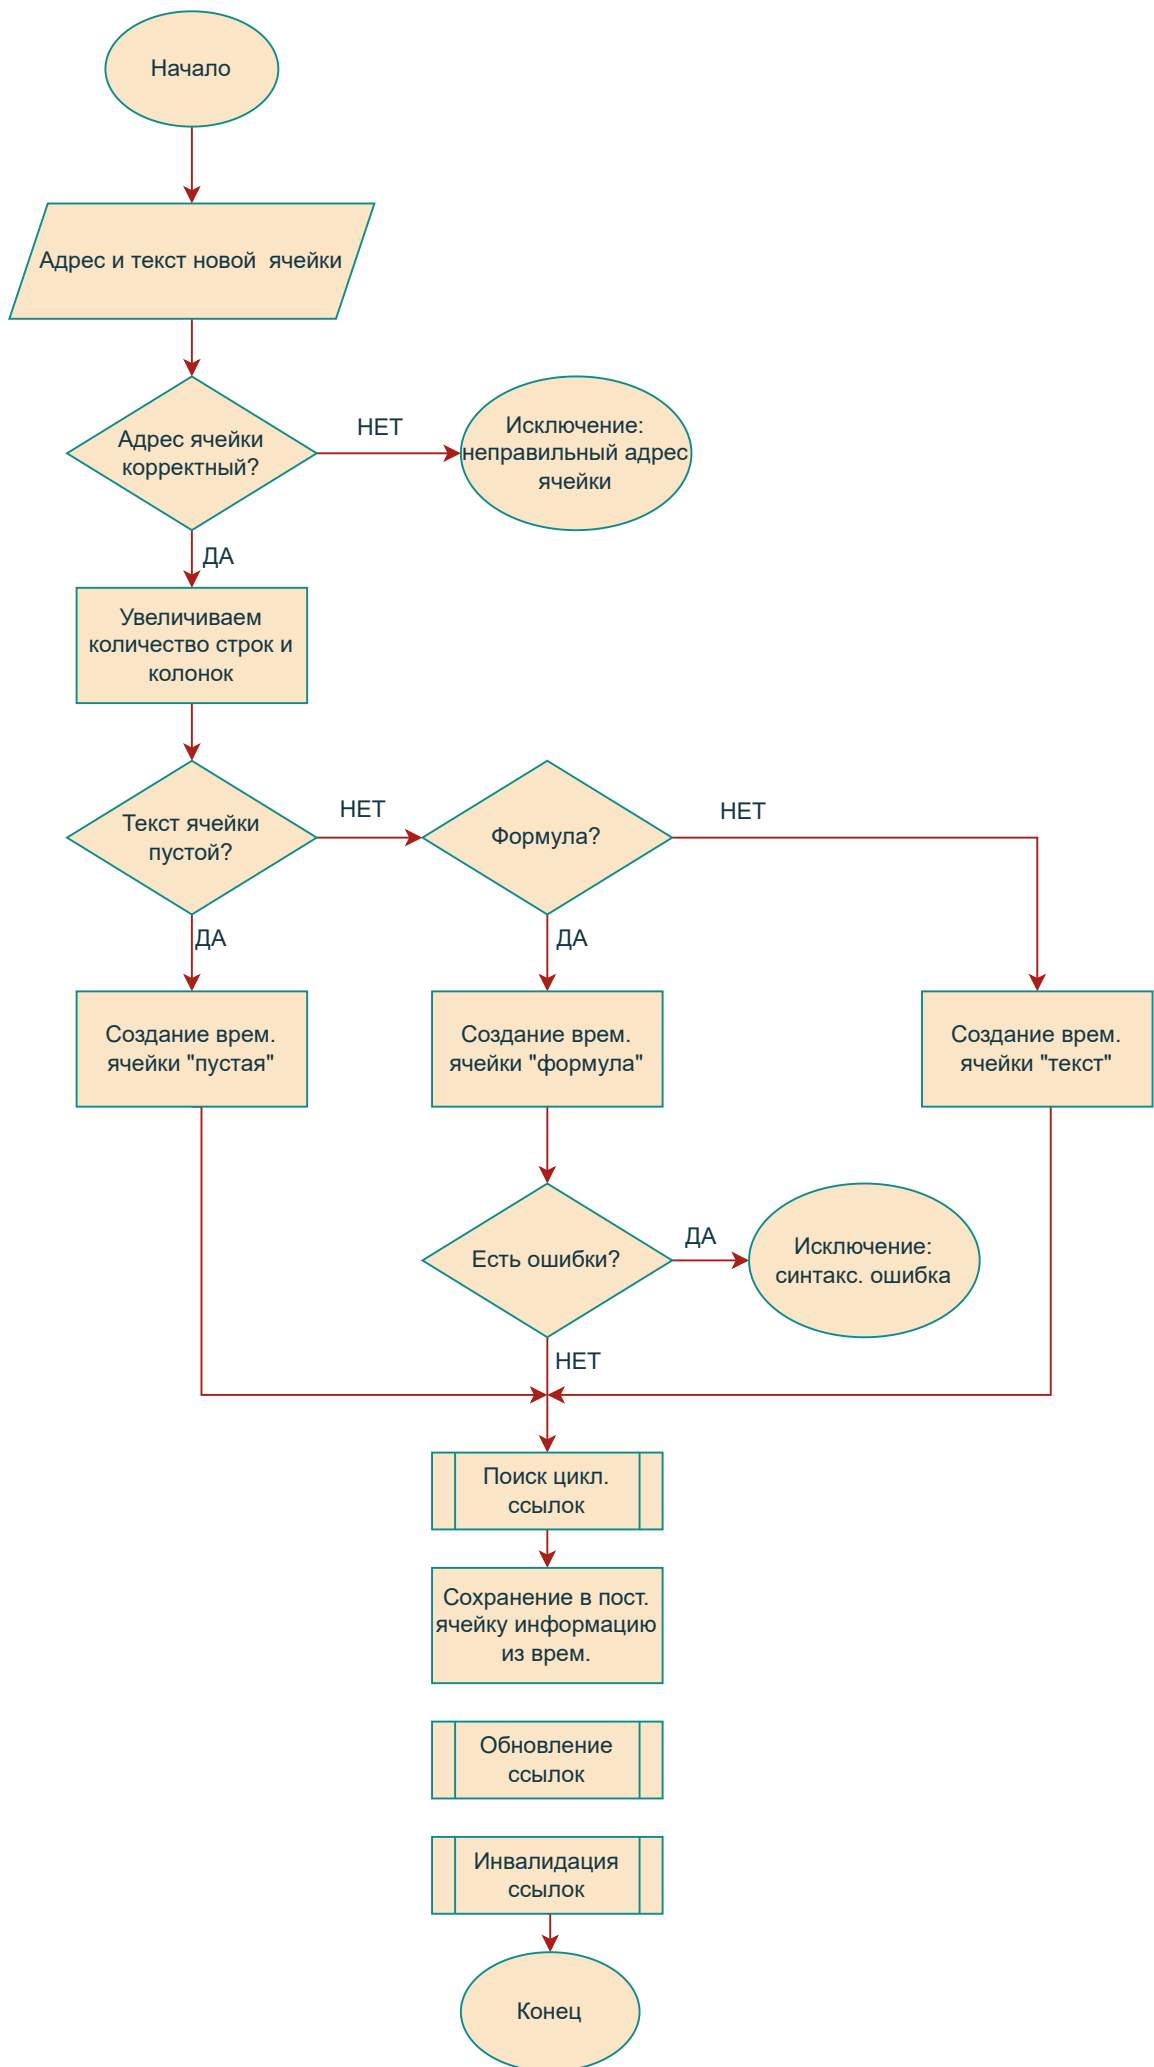 Начало
Адрес и текст новой ячейки
Адрес ячейки
корректный?
НЕТ
Исключение:
неправильный адрес
ячейки
ДА
Увеличиваем
количество строк и
колонок
Текст ячейки
пустой?
НЕТ
Формула?
НЕТ
ДА
ДА
Создание врем.
ячейки "пустая"
Создание врем.
ячейки "формула"
Создание врем.
ячейки "текст"
Есть ошибки?
ДА
Исключение:
синтакс. ошибка
НЕТ
Поиск цикл.
ссылок
Сохранение в пост.
ячейку информацию
из врем.
Обновление
ссылок
Инвалидация
ссылок
Конец